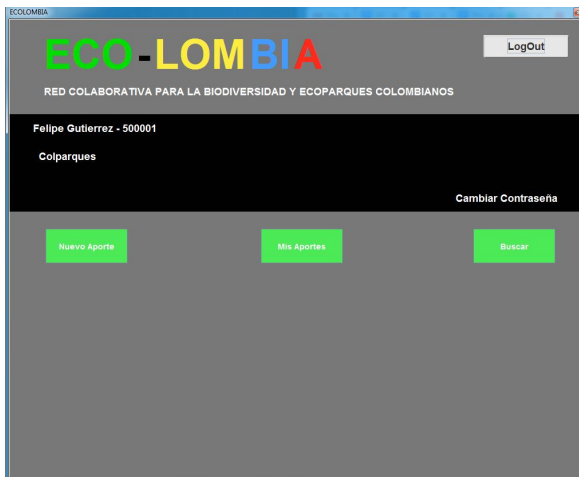 ECOLOMBIA
ECO-LOMBIA
LogOut
RED COLABORATIVA PARA LA BIODIVERSIDAD Y ECOPARQUES COLOMBIANOS
Felipe Gutierrez - 500001
Colparques
Cambiar Contraseña
Nuevo Aporte
Mis Aportes
Buscar